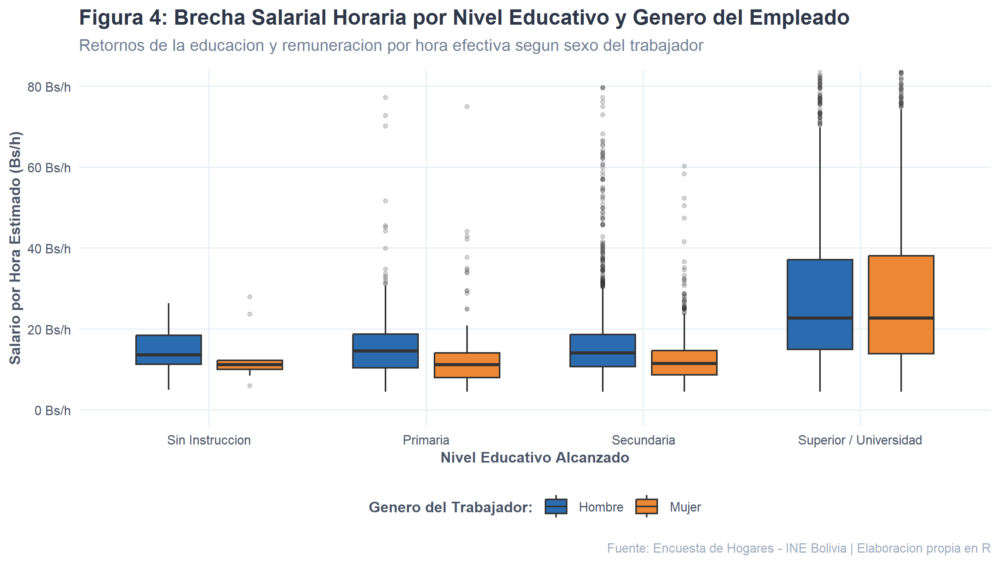 Figura 4: Brecha Salarial Horaria por Nivel Educativo y Genero del Empleado
Retornos de la educacion y remuneracion por hora efectiva segun sexo del trabajador
Salario por Hora Estimado (Bs/h)
80 Bs/h
60 Bs/h
40 Bs/h
20 Bs/h
0 Bs/h
Sin Instruccion
Primaria
Secundaria
Superior / Universidad
Nivel Educativo Alcanzado
Genero del Trabajador:
Hombre
Mujer
Fuente: Encuesta de Hogares - INE Bolivia | Elaboracion propia en R